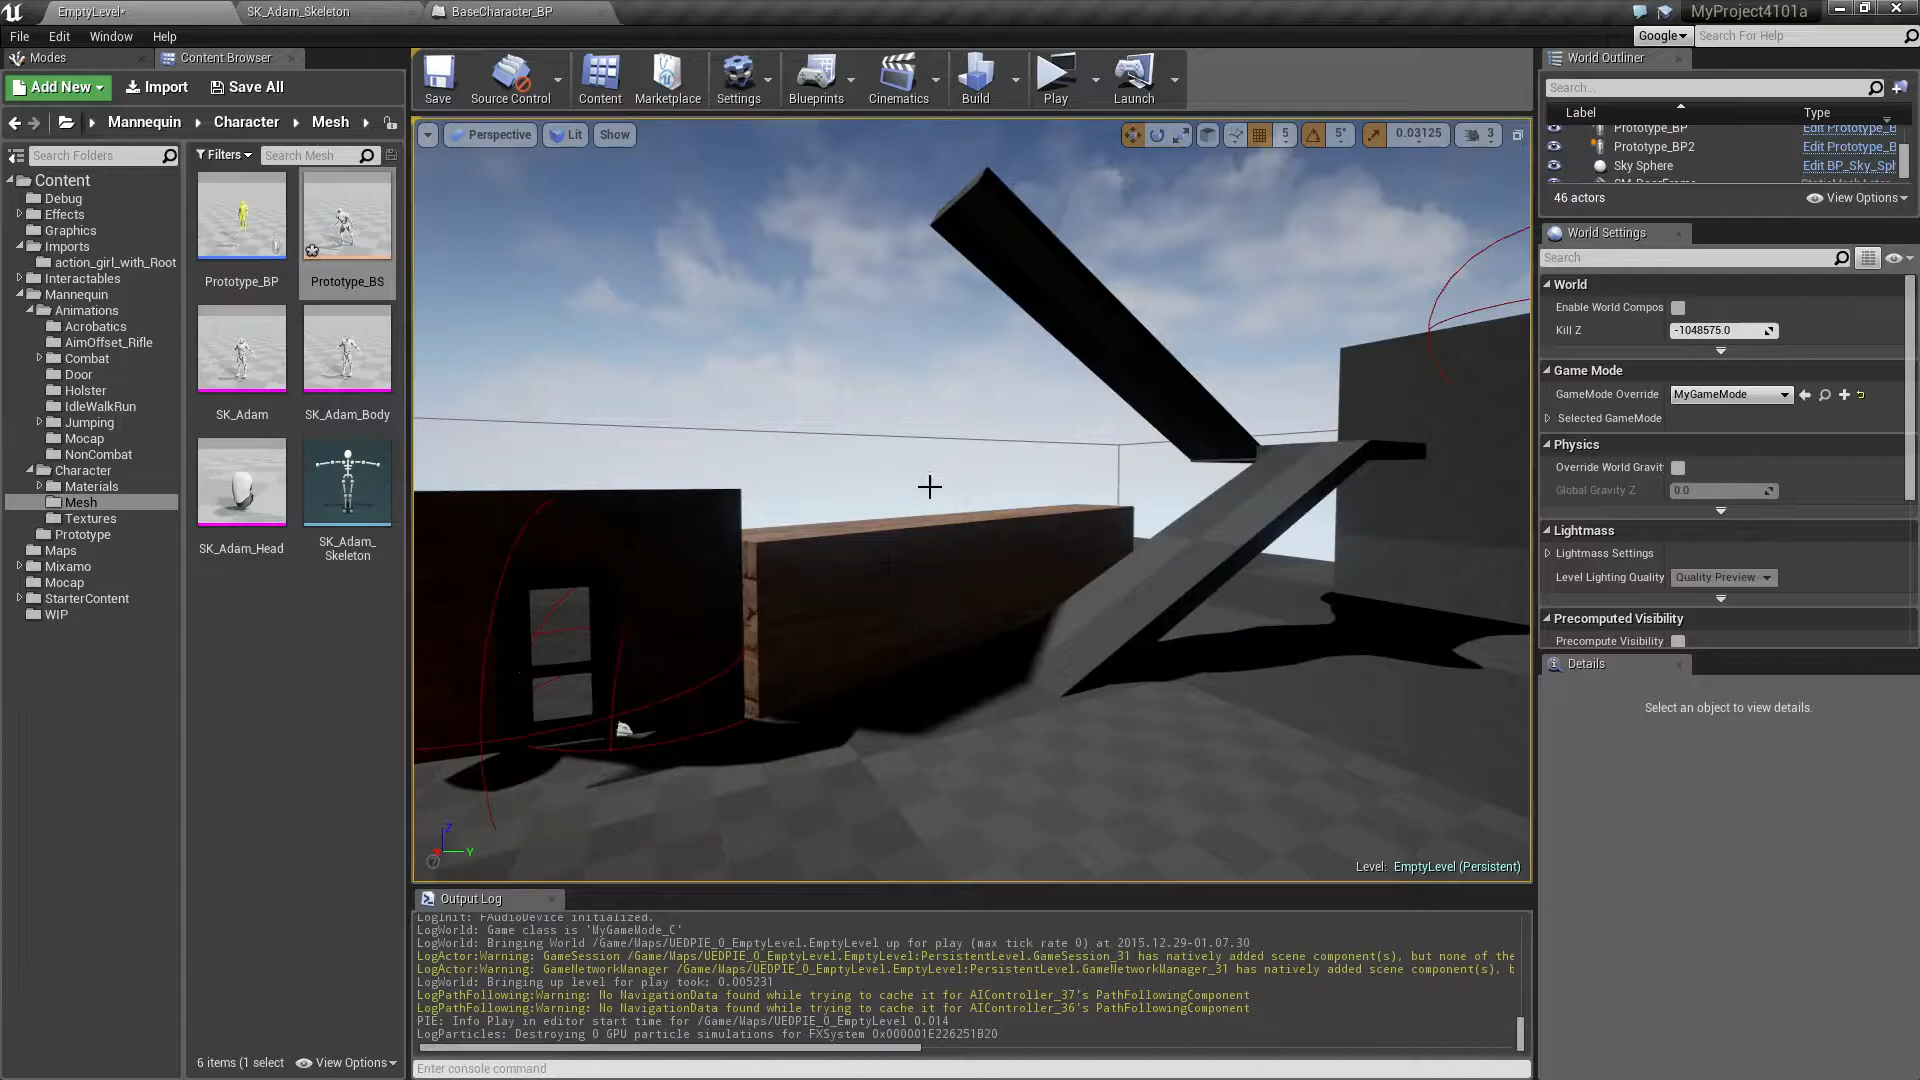 EmptyLevel*
SK_Adam_Skeleton
BaseCharacter_BP
MyProject4101a
File Edit Window Help
Google
Search For Help
Modes
Content Browser
Add New
Import
Save All
Mannequin
Character
Mesh
Search Folders
Filters
Search Mesh
Content
Debug
Effects
Graphics
Imports
action_girl_with_Root
Interactables
Mannequin
Animations
Acrobatics
AimOffset_Rifle
Combat
Door
Holster
IdleWalkRun
Jumping
Mocap
NonCombat
Character
Materials
Mesh
Textures
Prototype
Maps
Mixamo
Mocap
StarterContent
WIP
Prototype_BP
Prototype_BS
SK_Adam
SK_Adam_Body
SK_Adam_Head
SK_Adam_
Skeleton
6 items (1 select
View Options
Save
Source Control
Content
Marketplace
Settings
Blueprints
Cinematics
Build
Play
Launch
Perspective
Lit
Show
5
5°
0.03125
3
Z
Y
Level: EmptyLevel (Persistent)
Output Log
LogInit: FAudioDevice initialized.
LogWorld: Game class is 'MyGameMode_C'
LogWorld: Bringing World /Game/Maps/UEDPIE_0_EmptyLevel.EmptyLevel up for play (max tick rate 0) at 2015.12.29-01.07.30
LogActor:Warning: GameSession /Game/Maps/UEDPIE_0_EmptyLevel.EmptyLevel:PersistentLevel.GameSession_31 has natively added scene component(s), but none of the
LogActor:Warning: GameNetworkManager /Game/Maps/UEDPIE_0_EmptyLevel.EmptyLevel:PersistentLevel.GameNetworkManager_31 has natively added scene component(s), b
LogWorld: Bringing up level for play took: 0.005231
LogPathFollowing:Warning: No NavigationData found while trying to cache it for AIController_37's PathFollowingComponent
LogPathFollowing:Warning: No NavigationData found while trying to cache it for AIController_36's PathFollowingComponent
PIE: Info Play in editor start time for /Game/Maps/UEDPIE_0_EmptyLevel 0.014
LogParticles: Destroying 0 GPU particle simulations for FXSystem 0x000001E226251B20
Enter console command
World Outliner
Search...
Label
Type
Prototype_BP
Edit Prototype_B
Prototype_BP2
Edit Prototype_B
Sky Sphere
Edit BP_Sky_Sph
46 actors
View Options
World Settings
Search
World
Enable World Compos
Kill Z
-1048575.0
Game Mode
GameMode Override
MyGameMode
Selected GameMode
Physics
Override World Gravit
Global Gravity Z
0.0
Lightmass
Lightmass Settings
Level Lighting Quality
Quality Preview
Precomputed Visibility
Precompute Visibility
Details
Select an object to view details.